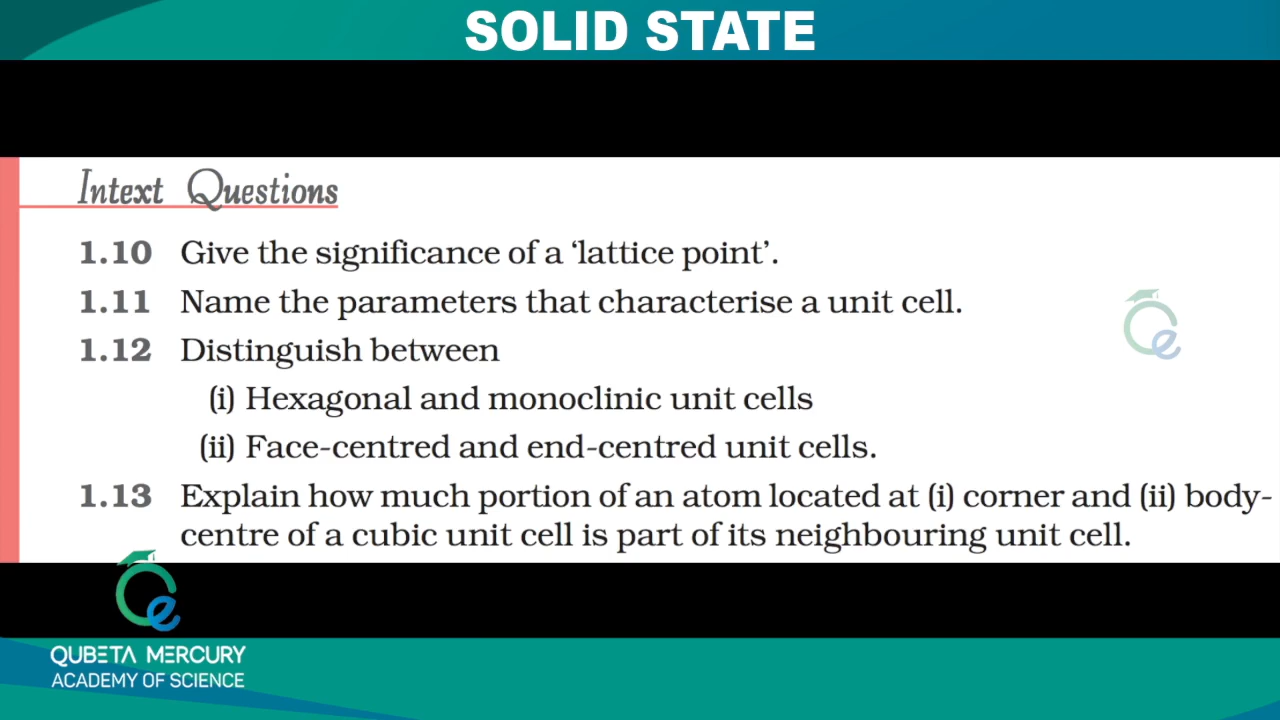 SOLID STATE
Intext Questions
1.10 Give the significance of a ‘lattice point’.
1.11 Name the parameters that characterise a unit cell.
1.12 Distinguish between
(i) Hexagonal and monoclinic unit cells
(ii) Face-centred and end-centred unit cells.
1.13 Explain how much portion of an atom located at (i) corner and (ii) body-
centre of a cubic unit cell is part of its neighbouring unit cell.
QUBETA MERCURY
ACADEMY OF SCIENCE